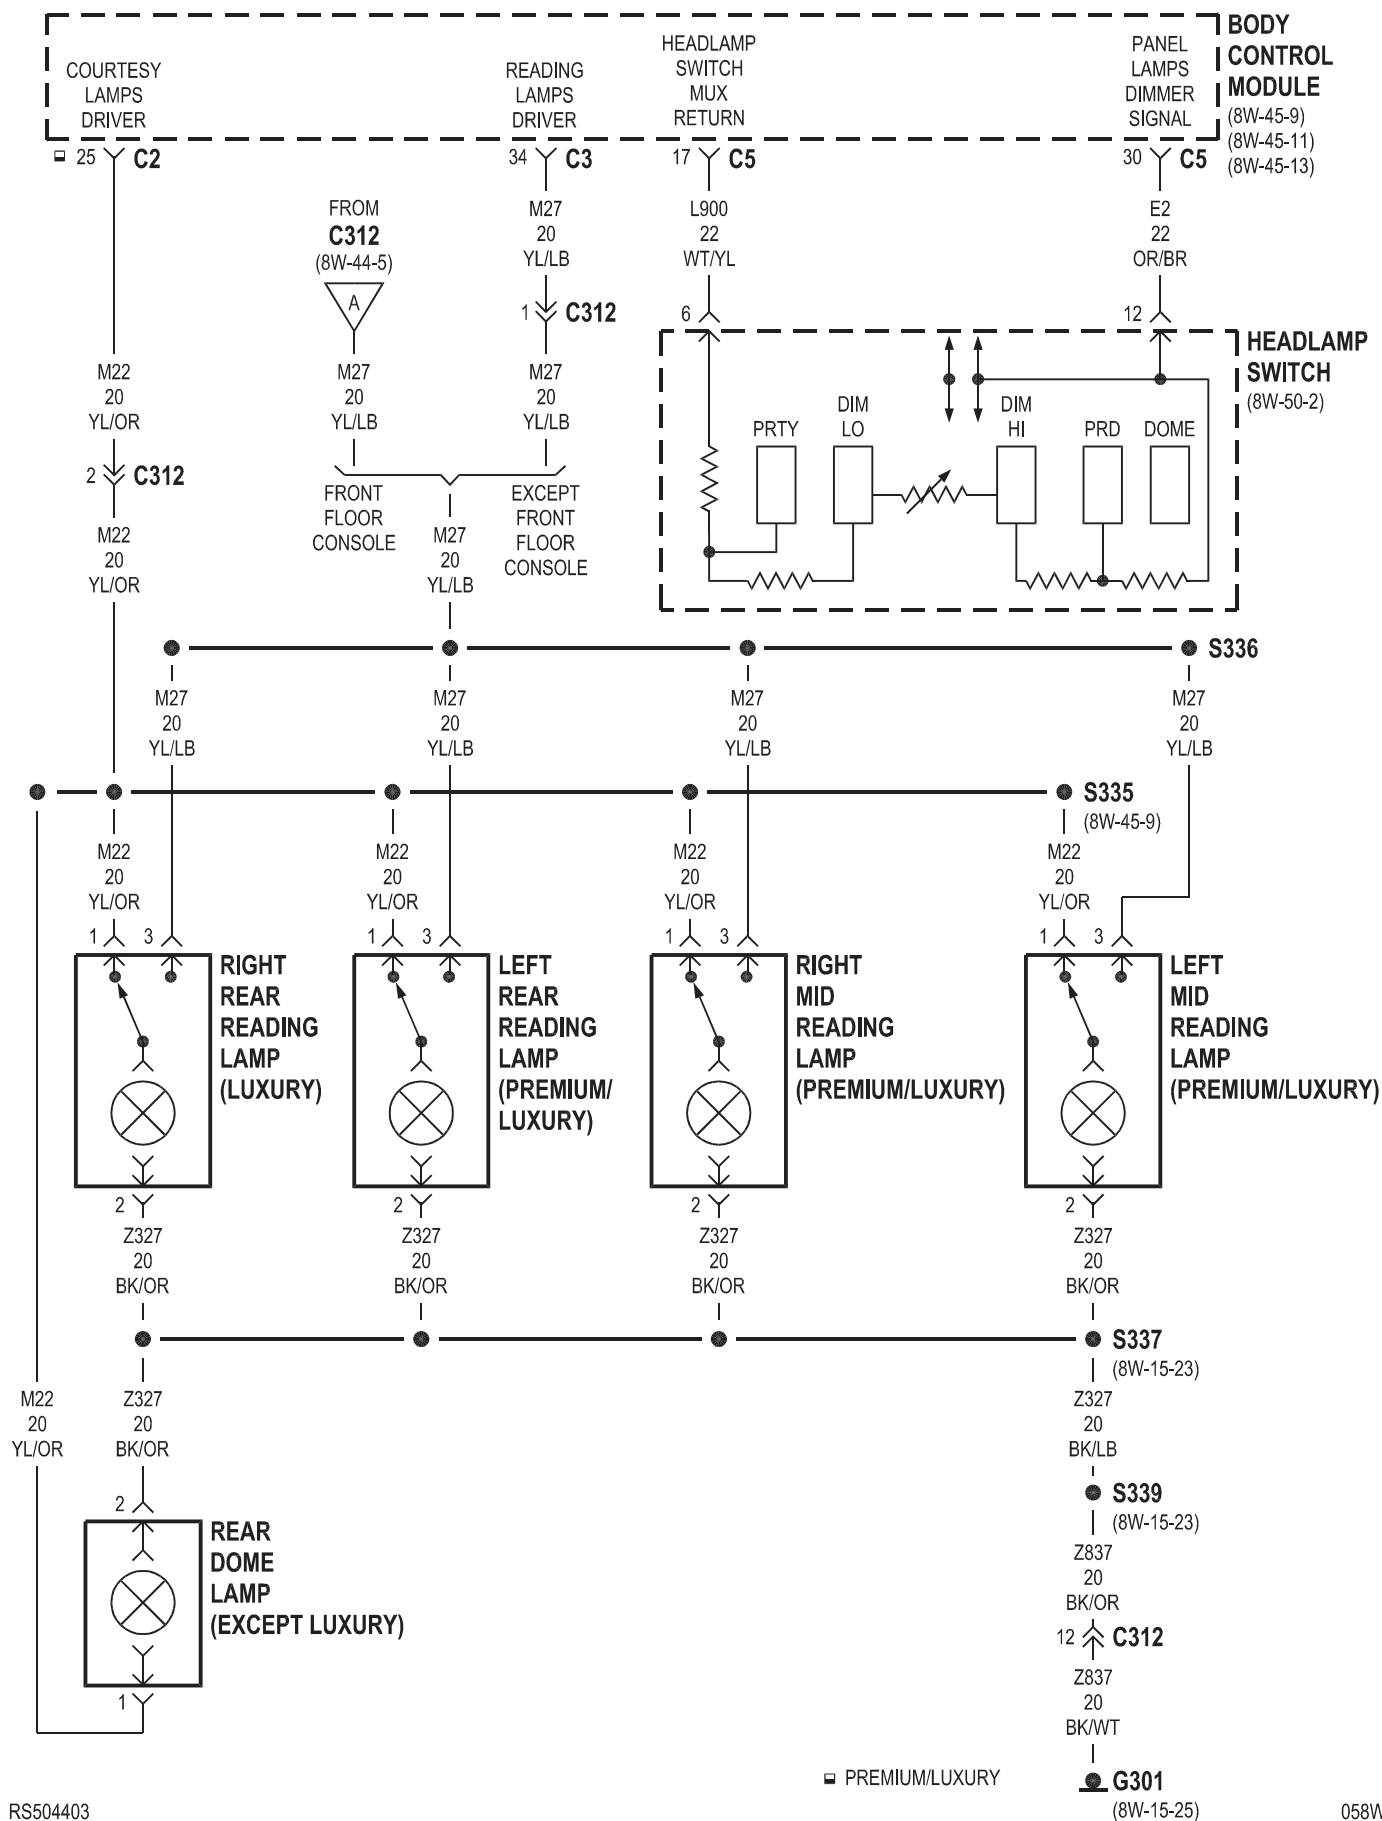 BODY
CONTROL
MODULE
(8W-45-9)
(8W-45-11)
(8W-45-13)
COURTESY
LAMPS
DRIVER
READING
LAMPS
DRIVER
HEADLAMP
SWITCH
MUX
RETURN
PANEL
LAMPS
DIMMER
SIGNAL
25 C2
34 C3
17 C5
30 C5
FROM
C312
(8W-44-5)
A
M27
20
YL/LB
L900
22
WT/YL
E2
22
OR/BR
1 C312
6
12
HEADLAMP
SWITCH
(8W-50-2)
M22
20
YL/OR
M27
20
YL/LB
M27
20
YL/LB
PRTY
DIM
LO
DIM
HI
PRD
DOME
2 C312
FRONT
FLOOR
CONSOLE
EXCEPT
FRONT
FLOOR
CONSOLE
M22
20
YL/OR
M27
20
YL/LB
S336
M27
20
YL/LB
M27
20
YL/LB
M27
20
YL/LB
M27
20
YL/LB
S335
(8W-45-9)
M22
20
YL/OR
M22
20
YL/OR
M22
20
YL/OR
M22
20
YL/OR
1 3
1 3
1 3
1 3
RIGHT
REAR
READING
LAMP
(LUXURY)
LEFT
REAR
READING
LAMP
(PREMIUM/
LUXURY)
RIGHT
MID
READING
LAMP
(PREMIUM/LUXURY)
LEFT
MID
READING
LAMP
(PREMIUM/LUXURY)
2
2
2
2
Z327
20
BK/OR
Z327
20
BK/OR
Z327
20
BK/OR
Z327
20
BK/OR
S337
(8W-15-23)
M22
20
YL/OR
Z327
20
BK/OR
Z327
20
BK/LB
S339
(8W-15-23)
2
REAR
DOME
LAMP
(EXCEPT LUXURY)
1
Z837
20
BK/OR
12 C312
Z837
20
BK/WT
PREMIUM/LUXURY
G301
(8W-15-25)
RS504403
058W